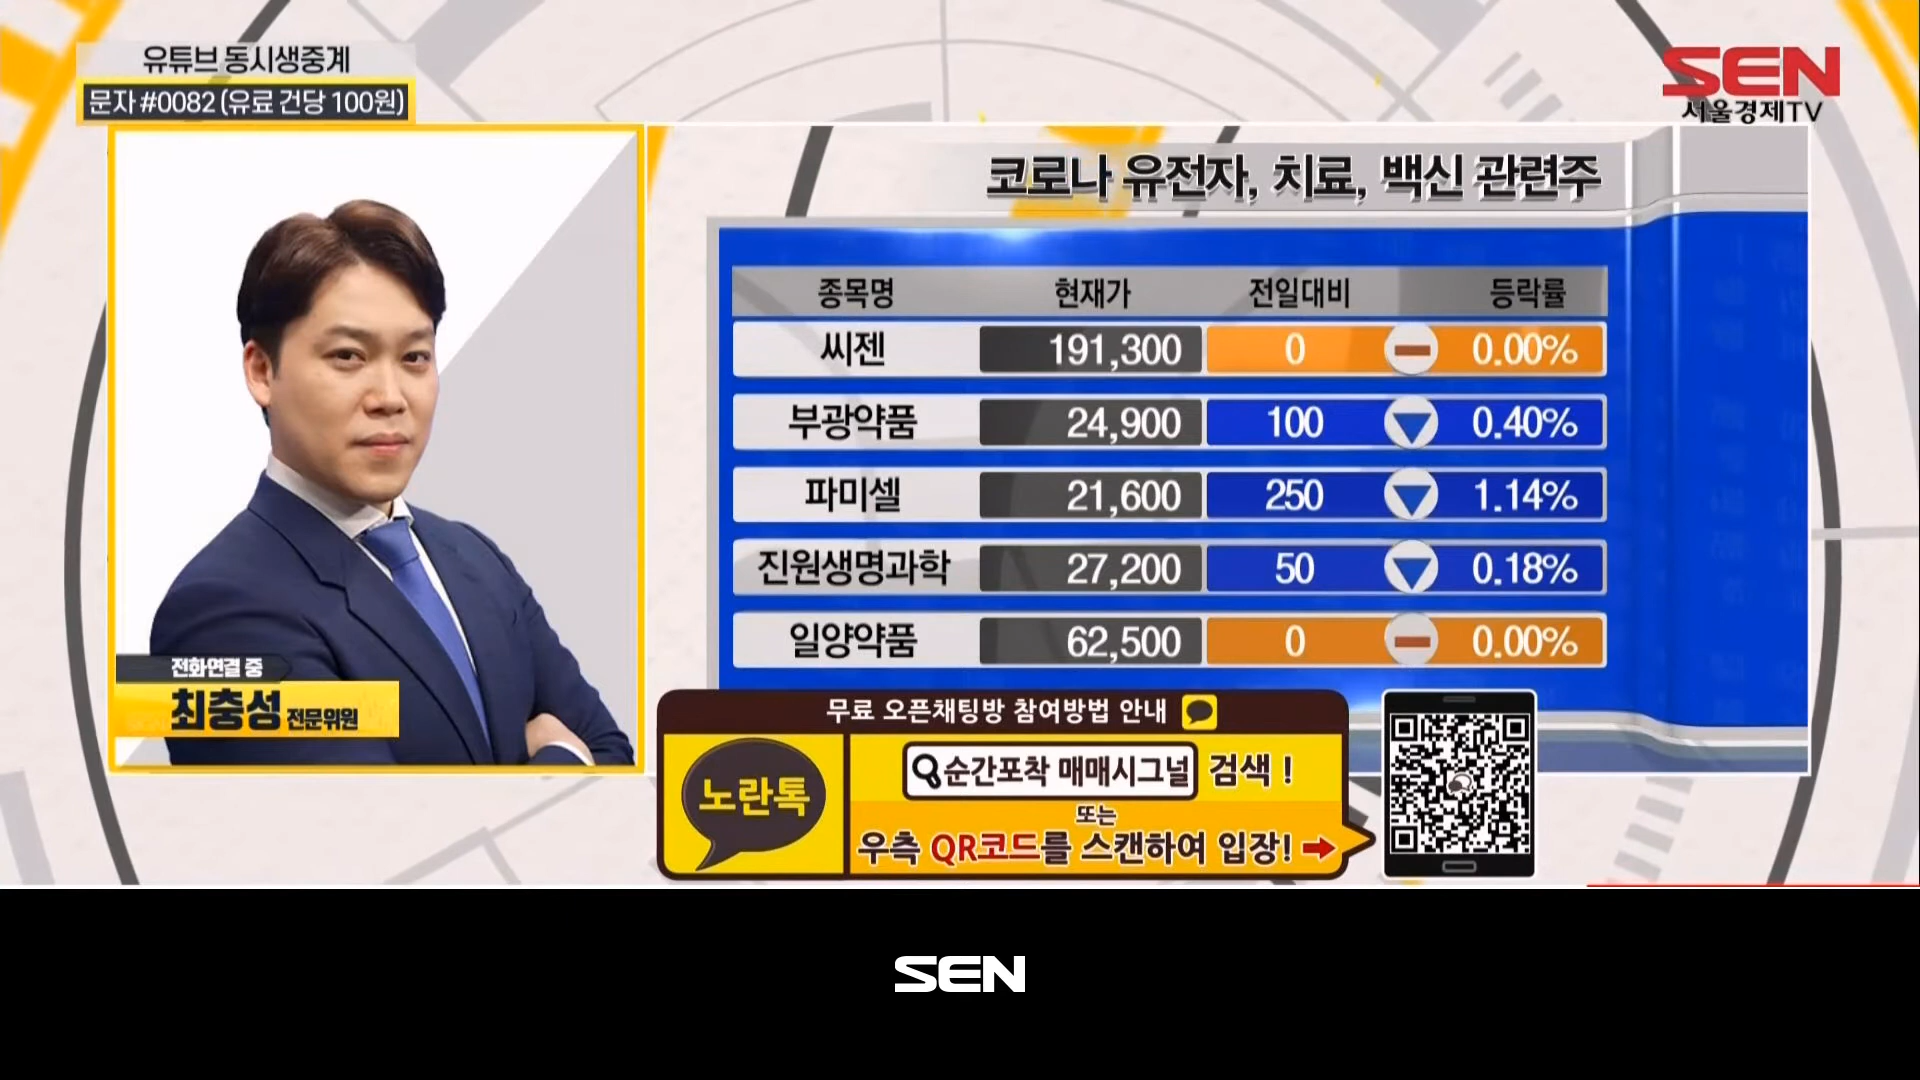 유튜브 동시생중계
문자 #0082 (유료 건당 100원)
SEN
서울경제TV
코로나 유전자, 치료, 백신 관련주
종목명 현재가 전일대비 등락률
씨젠 191,300 0 0.00%
부광약품 24,900 100 0.40%
파미셀 21,600 250 1.14%
진원생명과학 27,200 50 0.18%
일양약품 62,500 0 0.00%
전화연결 중
최충성 전문위원
무료 오픈채팅방 참여방법 안내
노란톡
순간포착 매매시그널 검색 !
또는
우측 QR코드를 스캔하여 입장!
SEN